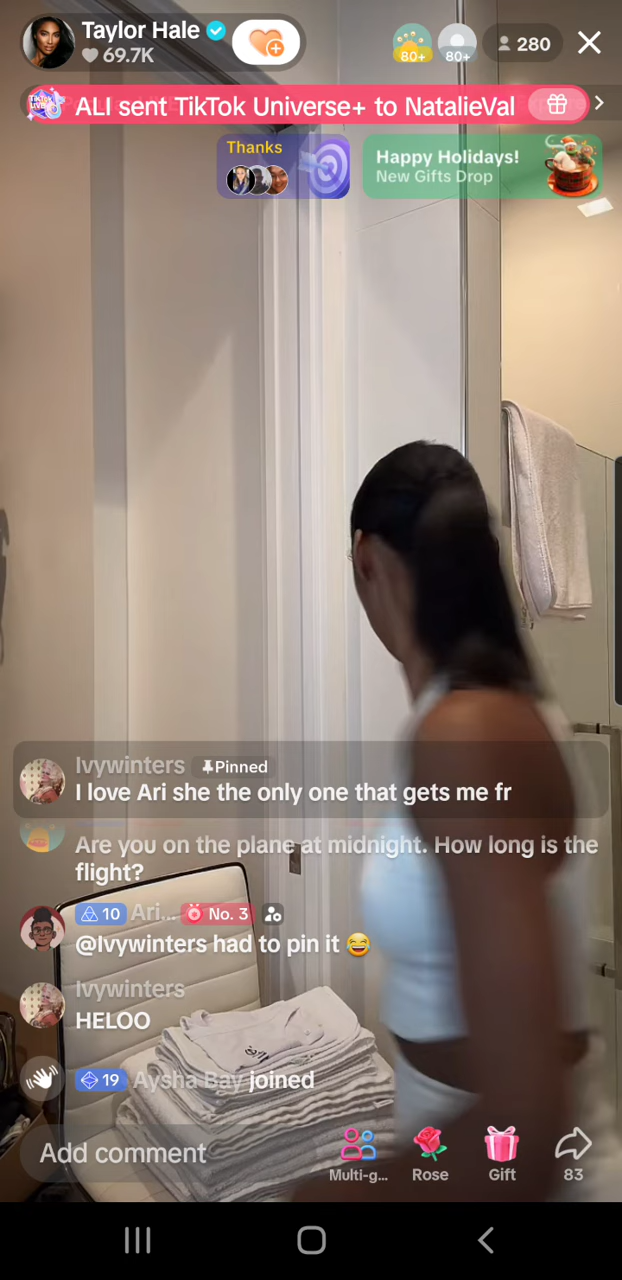 Taylor Hale
69.7K
80+
80+
280
ALI sent TikTok Universe+ to NatalieVal
Thanks
Happy Holidays!
New Gifts Drop
Ivywinters Pinned
I love Ari she the only one that gets me fr
Are you on the plane at midnight. How long is the
flight?
10 Ari... No. 3
@Ivywinters had to pin it 😂
Ivywinters
HELOO
19 Aysha Bay joined
Add comment
Multi-g...
Rose
Gift
83